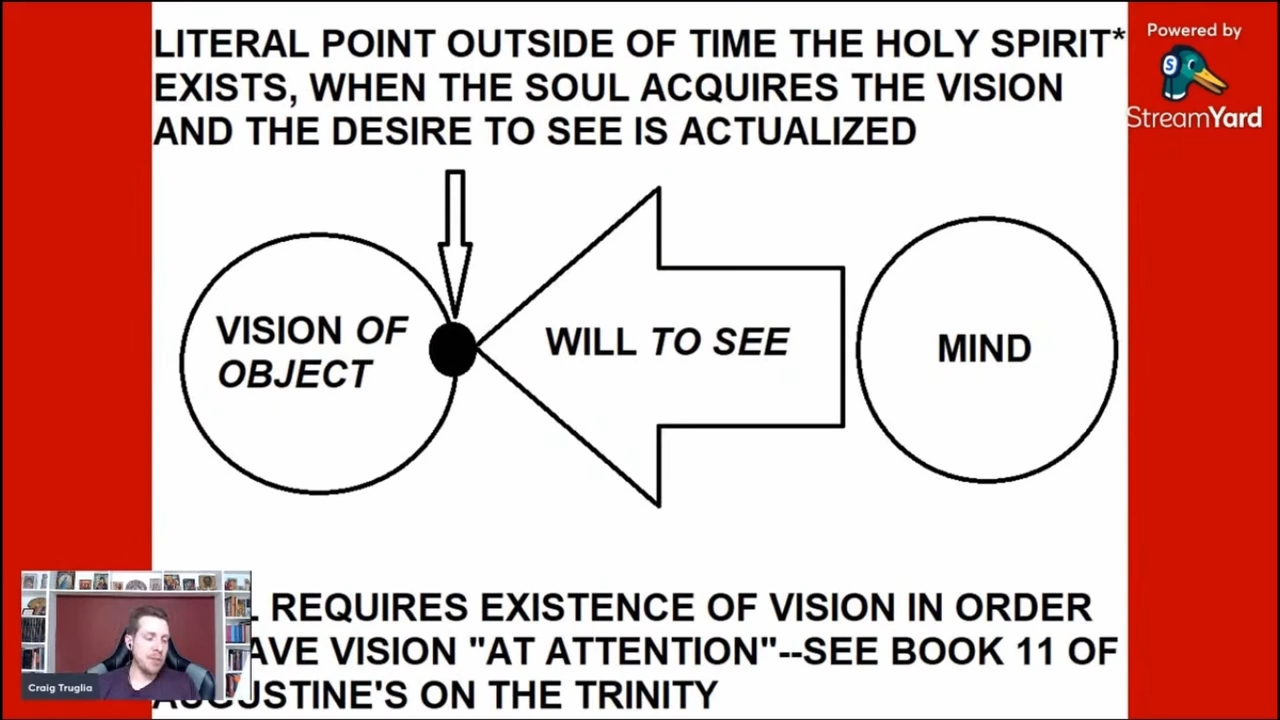 LITERAL POINT OUTSIDE OF TIME THE HOLY SPIRIT*
EXISTS, WHEN THE SOUL ACQUIRES THE VISION
AND THE DESIRE TO SEE IS ACTUALIZED
Powered by
StreamYard
VISION OF
OBJECT
WILL TO SEE
MIND
REQUIRES EXISTENCE OF VISION IN ORDER
VISION "AT ATTENTION"--SEE BOOK 11 OF
AUGUSTINE'S ON THE TRINITY
Craig Truglia